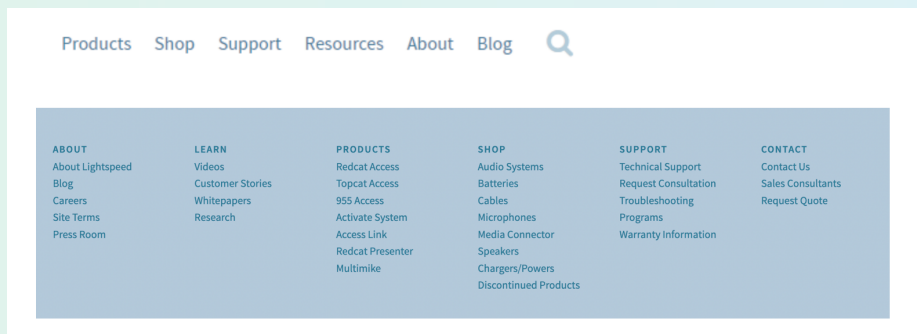 Products Shop Support Resources About Blog
ABOUT
About Lightspeed
Blog
Careers
Site Terms
Press Room
LEARN
Videos
Customer Stories
Whitepapers
Research
PRODUCTS
Redcat Access
Topcat Access
955 Access
Activate System
Access Link
Redcat Presenter
Multimike
SHOP
Audio Systems
Batteries
Cables
Microphones
Media Connector
Speakers
Chargers/Powers
Discontinued Products
SUPPORT
Technical Support
Request Consultation
Troubleshooting
Programs
Warranty Information
CONTACT
Contact Us
Sales Consultants
Request Quote